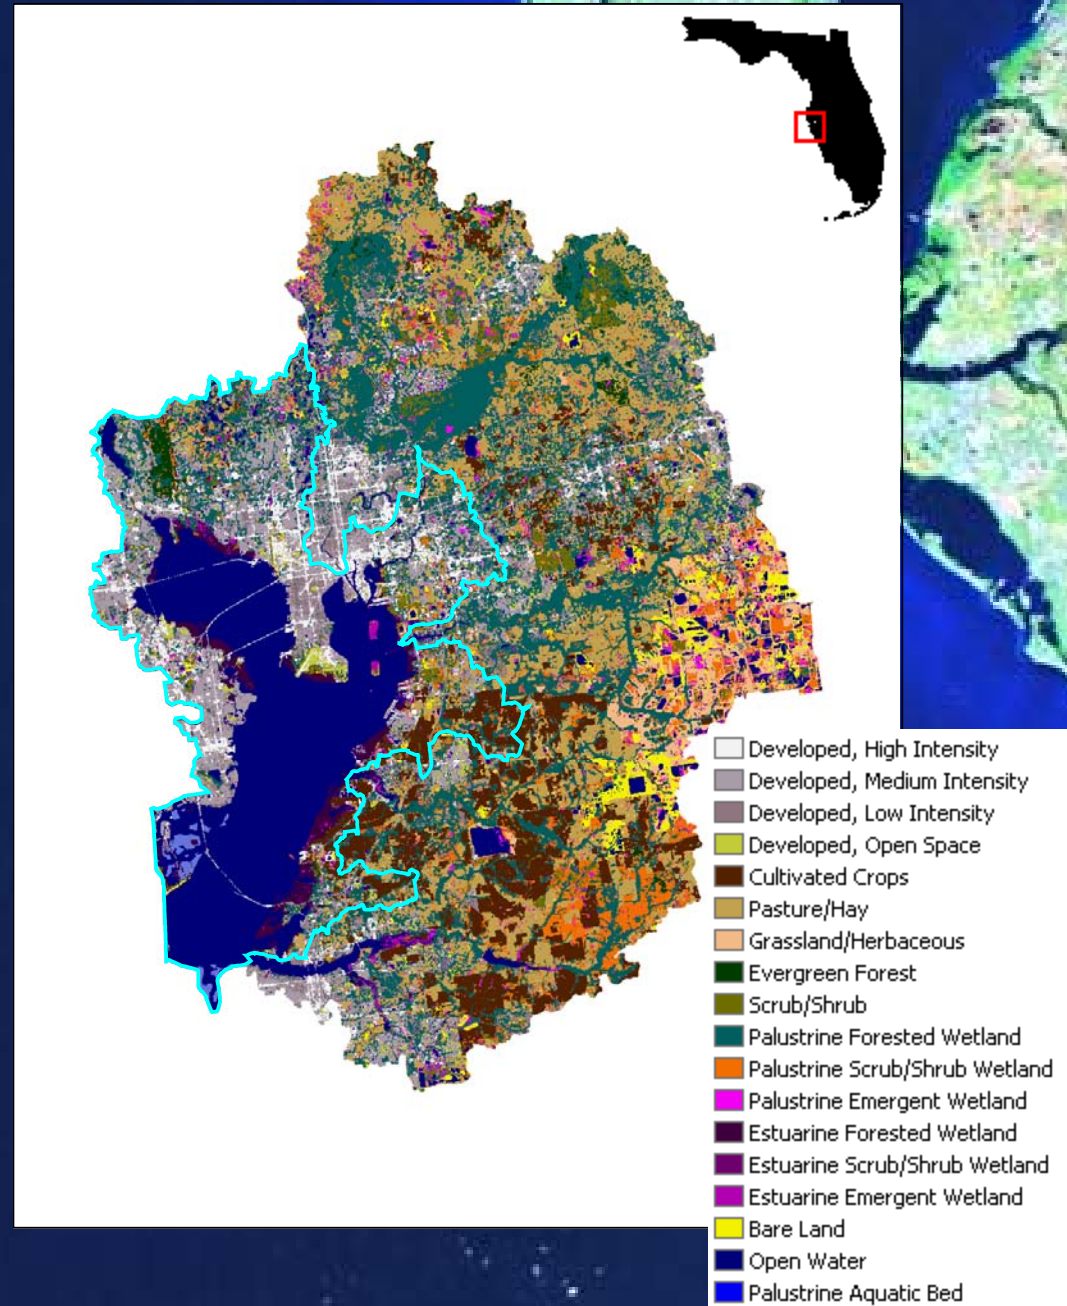 Developed, High Intensity
Developed, Medium Intensity
Developed, Low Intensity
Developed, Open Space
Cultivated Crops
Pasture/Hay
Grassland/Herbaceous
Evergreen Forest
Scrub/Shrub
Palustrine Forested Wetland
Palustrine Scrub/Shrub Wetland
Palustrine Emergent Wetland
Estuarine Forested Wetland
Estuarine Scrub/Shrub Wetland
Estuarine Emergent Wetland
Bare Land
Open Water
Palustrine Aquatic Bed